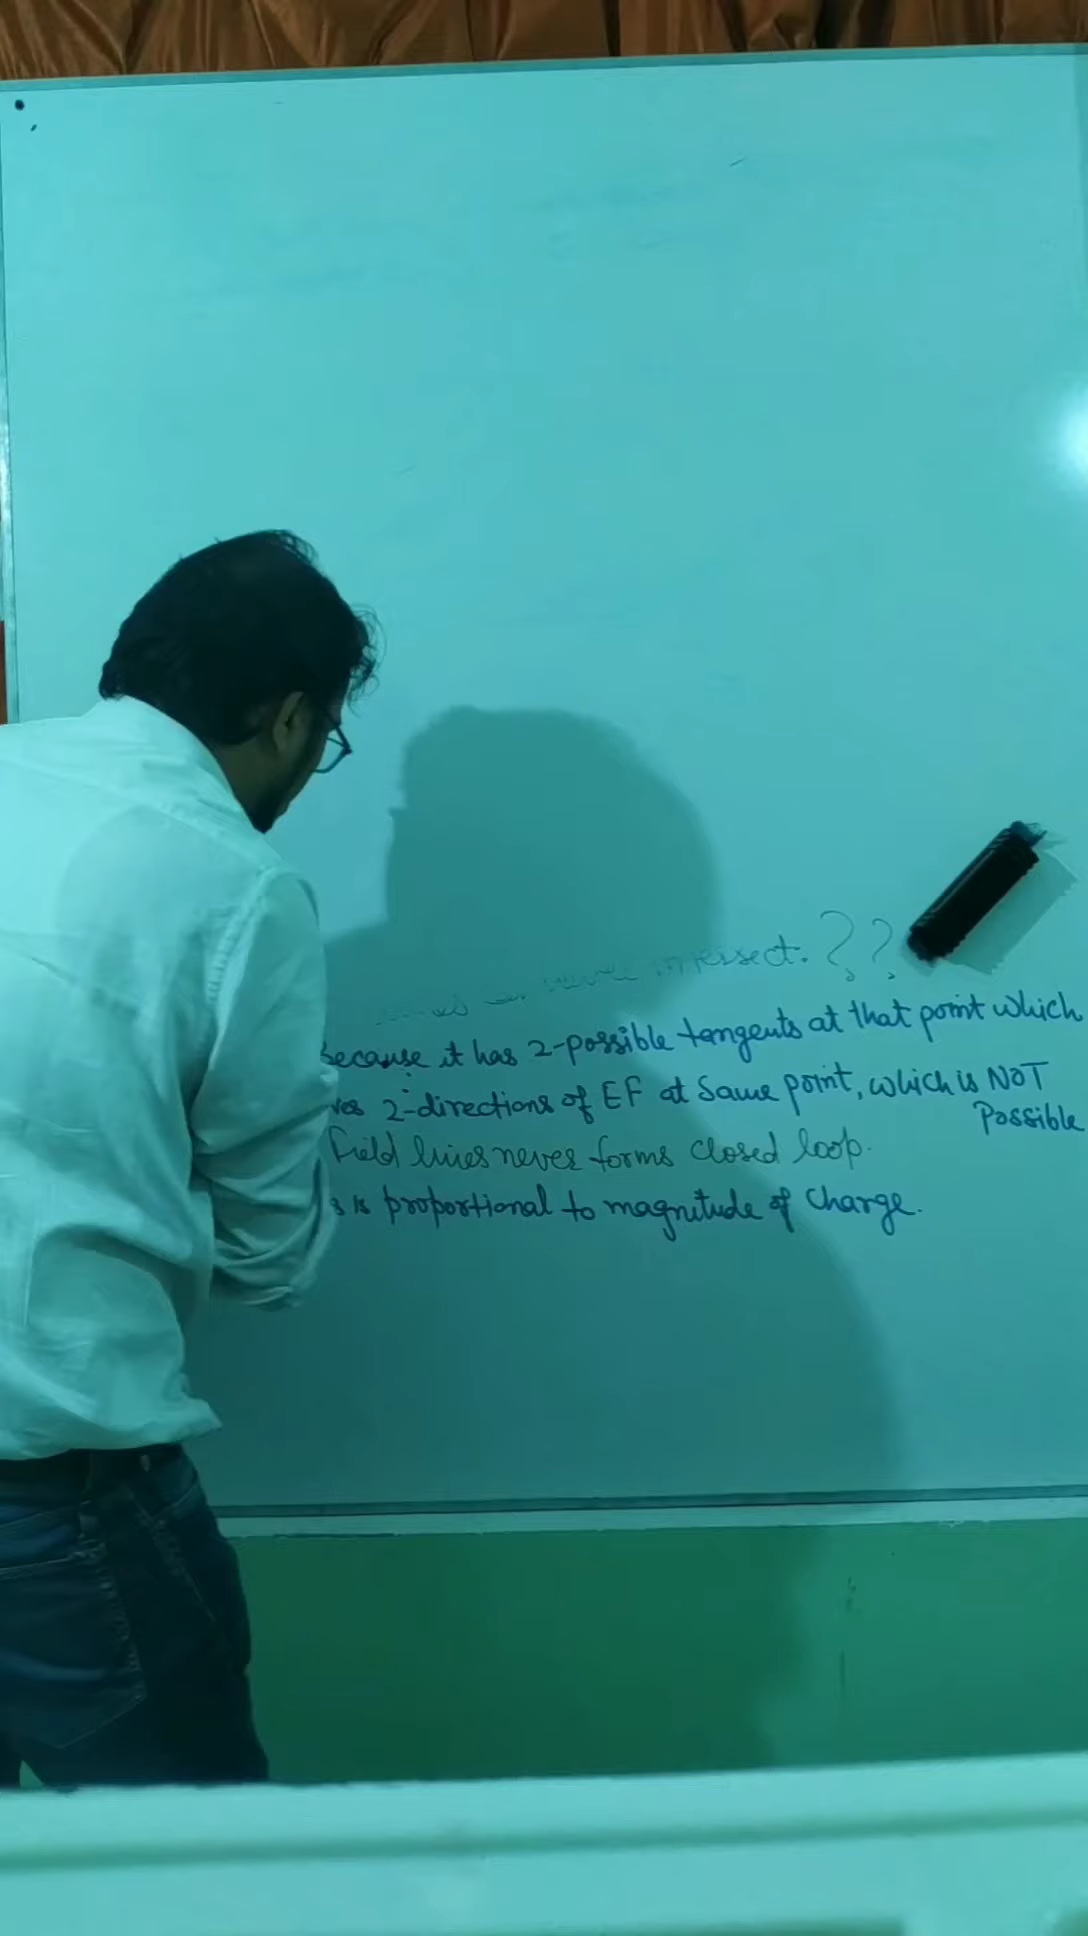 intersect. ??
Because it has 2-possible tangents at that point which
2-directions of EF at Same point, which is NOT
Possible
Field lines never forms closed loop.
is proportional to magnitude of Charge.